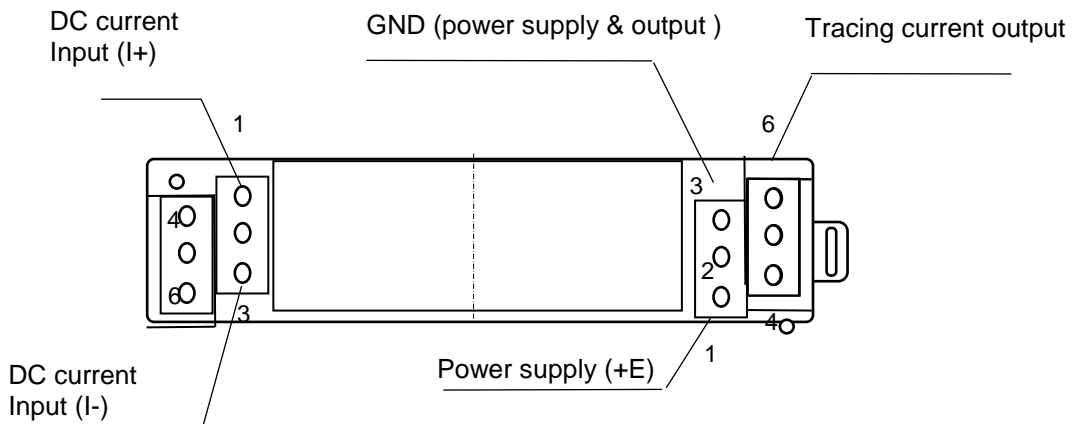 DC current
Input (I+)
GND (power supply & output )
Tracing current output
1
6
3
4
2
6
3
4
1
Power supply (+E)
DC current
Input (I-)